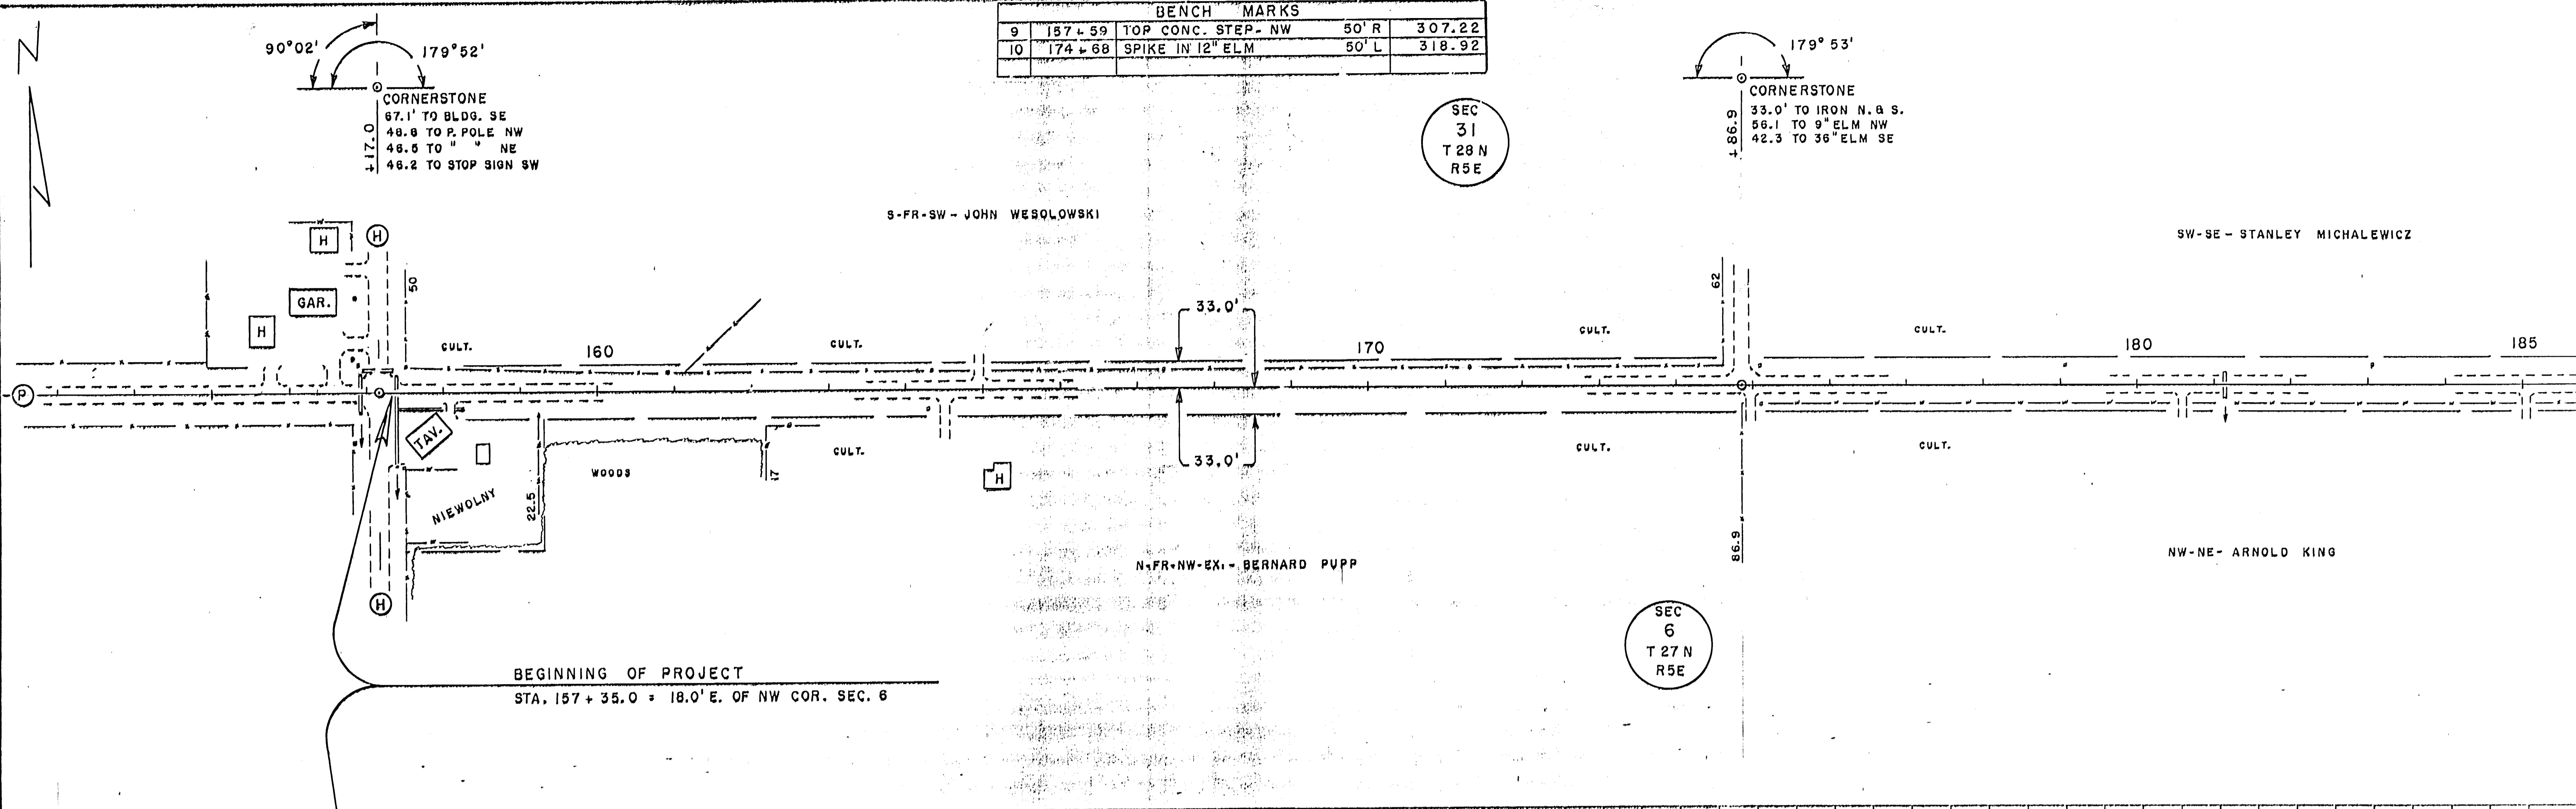 N
BENCH MARKS
9 157+59 TOP CONC. STEP- NW 50' R 307.22
10 174+68 SPIKE IN 12" ELM 50' L 318.92
90°02'
179°52'
CORNERSTONE
67.1' TO BLDG. SE
48.8 TO P. POLE NW
46.5 TO " " NE
46.2 TO STOP SIGN SW
+17.0
179° 53'
CORNERSTONE
33.0' TO IRON N. & S.
56.1 TO 9" ELM NW
42.3 TO 36" ELM SE
+86.9
SEC
31
T 28 N
R5E
S-FR-SW - JOHN WESOLOWSKI
SW-SE - STANLEY MICHALEWICZ
H
H
GAR.
H
50
62
33.0'
CULT.
160
CULT.
170
CULT.
CULT.
180
185
P
TAV.
NIEWOLNY
22.5
WOODS
17
CULT.
H
33.0'
CULT.
CULT.
86.9
H
N-FR-NW-EX. - BERNARD PUPP
NW-NE- ARNOLD KING
SEC
6
T 27 N
R5E
BEGINNING OF PROJECT
STA. 157 + 35.0 = 18.0' E. OF NW COR. SEC. 6